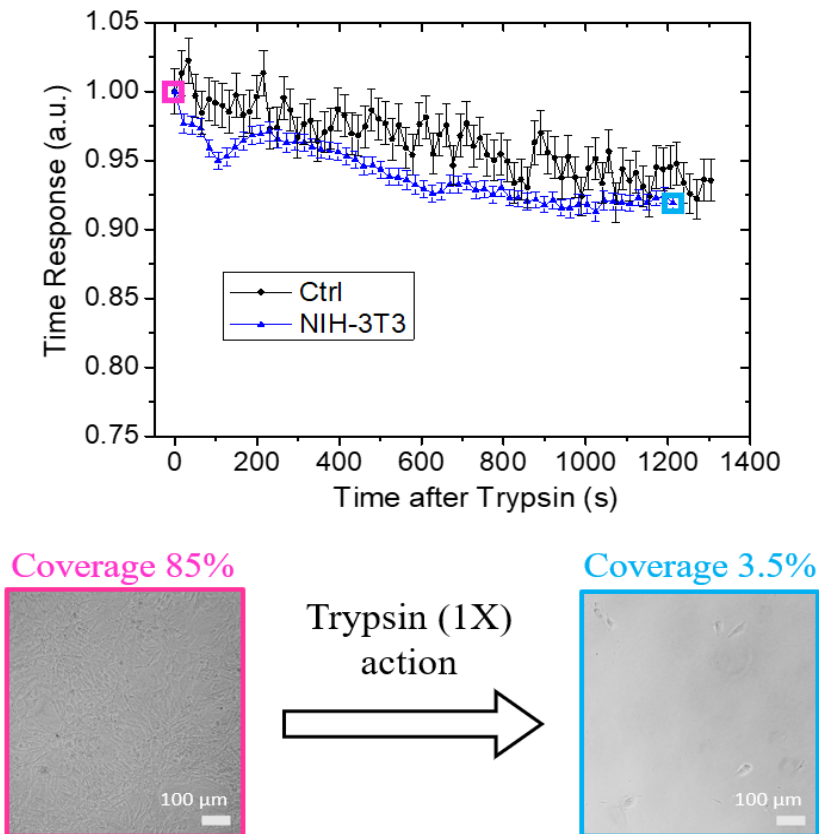 1.05
1.00
0.95
0.90
0.85
0.80
0.75
Time Response (a.u.)
Ctrl
NIH-3T3
0 200 400 600 800 1000 1200 1400
Time after Trypsin (s)
Coverage 85%
Coverage 3.5%
Trypsin (1X)
action
100 µm
100 µm